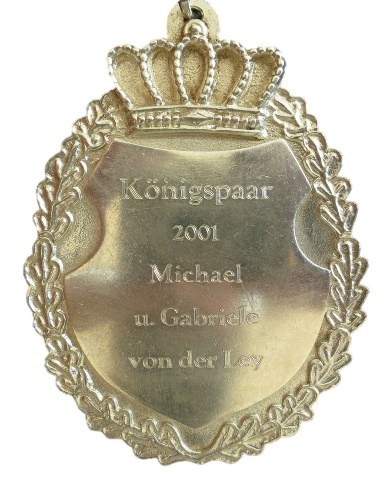 Königspaar
2001
Michael
u. Gabriele
von der Ley